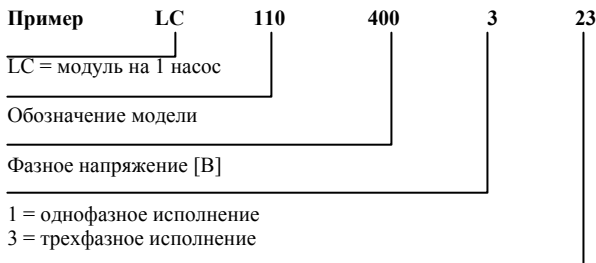 Пример LC 110 400 3 23
LC = модуль на 1 насос
Обозначение модели
Фазное напряжение [В]
1 = однофазное исполнение
3 = трехфазное исполнение